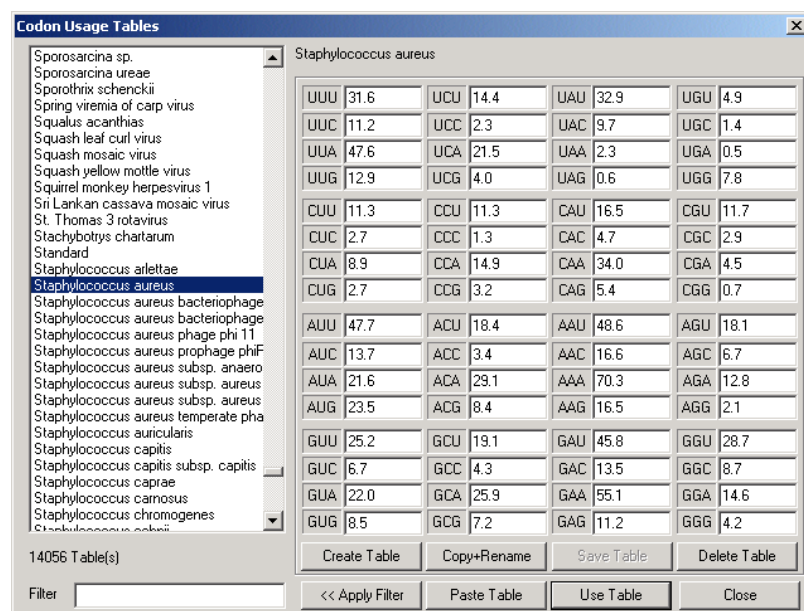 Codon Usage Tables
Sporosarcina sp.
Sporosarcina ureae
Sporothrix schenckii
Spring viremia of carp virus
Squalus acanthias
Squash leaf curl virus
Squash mosaic virus
Squash yellow mottle virus
Squirrel monkey herpesvirus 1
Sri Lankan cassava mosaic virus
St. Thomas 3 rotavirus
Stachybotrys chartarum
Standard
Staphylococcus arlettae
Staphylococcus aureus
Staphylococcus aureus bacteriophage
Staphylococcus aureus bacteriophage
Staphylococcus aureus phage phi 11
Staphylococcus aureus prophage phiF
Staphylococcus aureus subsp. anaero
Staphylococcus aureus subsp. aureus
Staphylococcus aureus subsp. aureus
Staphylococcus aureus temperate pha
Staphylococcus auricularis
Staphylococcus capitis
Staphylococcus capitis subsp. capitis
Staphylococcus caprae
Staphylococcus carnosus
Staphylococcus chromogenes
Staphylococcus cohnii
14056 Table(s)
Filter
Staphylococcus aureus
UUU 31.6 UCU 14.4 UAU 32.9 UGU 4.9
UUC 11.2 UCC 2.3 UAC 9.7 UGC 1.4
UUA 47.6 UCA 21.5 UAA 2.3 UGA 0.5
UUG 12.9 UCG 4.0 UAG 0.6 UGG 7.8
CUU 11.3 CCU 11.3 CAU 16.5 CGU 11.7
CUC 2.7 CCC 1.3 CAC 4.7 CGC 2.9
CUA 8.9 CCA 14.9 CAA 34.0 CGA 4.5
CUG 2.7 CCG 3.2 CAG 5.4 CGG 0.7
AUU 47.7 ACU 18.4 AAU 48.6 AGU 18.1
AUC 13.7 ACC 3.4 AAC 16.6 AGC 6.7
AUA 21.6 ACA 29.1 AAA 70.3 AGA 12.8
AUG 23.5 ACG 8.4 AAG 16.5 AGG 2.1
GUU 25.2 GCU 19.1 GAU 45.8 GGU 28.7
GUC 6.7 GCC 4.3 GAC 13.5 GGC 8.7
GUA 22.0 GCA 25.9 GAA 55.1 GGA 14.6
GUG 8.5 GCG 7.2 GAG 11.2 GGG 4.2
Create Table Copy+Rename Save Table Delete Table
<< Apply Filter Paste Table Use Table Close